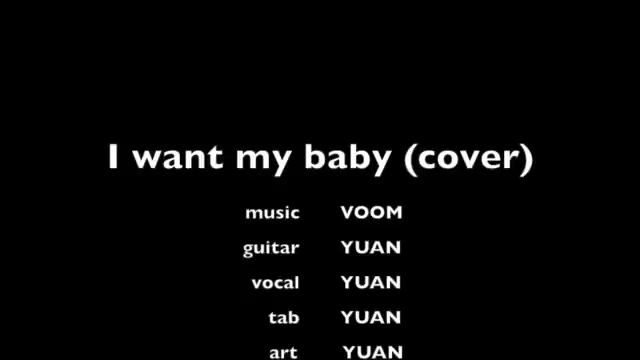 I want my baby (cover)
music VOOM
guitar YUAN
vocal YUAN
tab YUAN
art YUAN